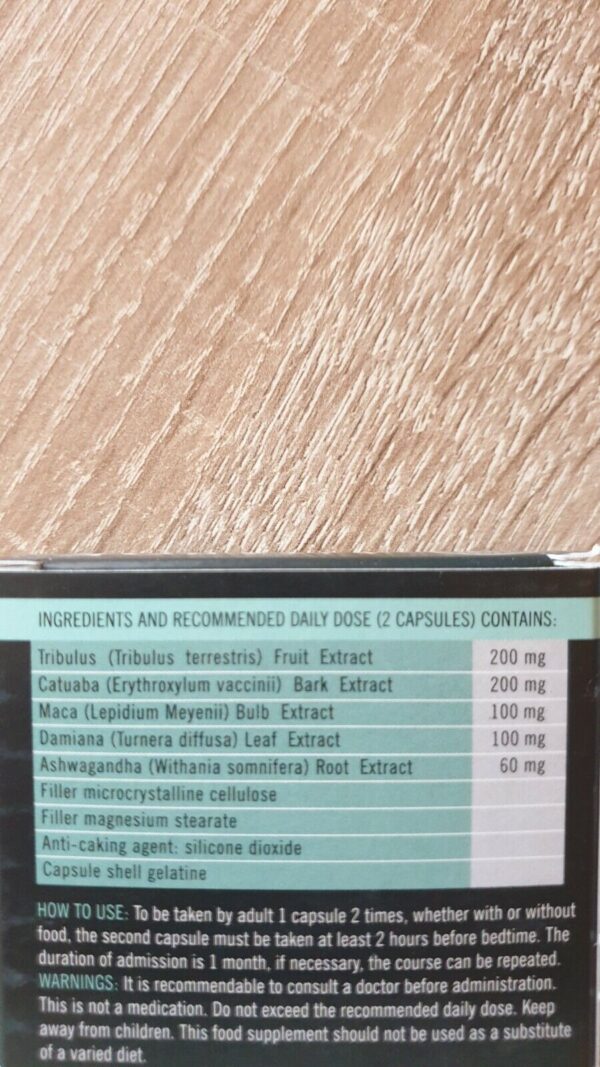 INGREDIENTS AND RECOMMENDED DAILY DOSE (2 CAPSULES) CONTAINS:
Tribulus (Tribulus terrestris) Fruit Extract 200 mg
Catuaba (Erythroxylum vaccinii) Bark Extract 200 mg
Maca (Lepidium Meyenii) Bulb Extract 100 mg
Damiana (Turnera diffusa) Leaf Extract 100 mg
Ashwagandha (Withania somnifera) Root Extract 60 mg
Filler microcrystalline cellulose
Filler magnesium stearate
Anti-caking agent: silicone dioxide
Capsule shell gelatine
HOW TO USE: To be taken by adult 1 capsule 2 times, whether with or without
food, the second capsule must be taken at least 2 hours before bedtime. The
duration of admission is 1 month, if necessary, the course can be repeated.
WARNINGS: It is recommendable to consult a doctor before administration.
This is not a medication. Do not exceed the recommended daily dose. Keep
away from children. This food supplement should not be used as a substitute
of a varied diet.